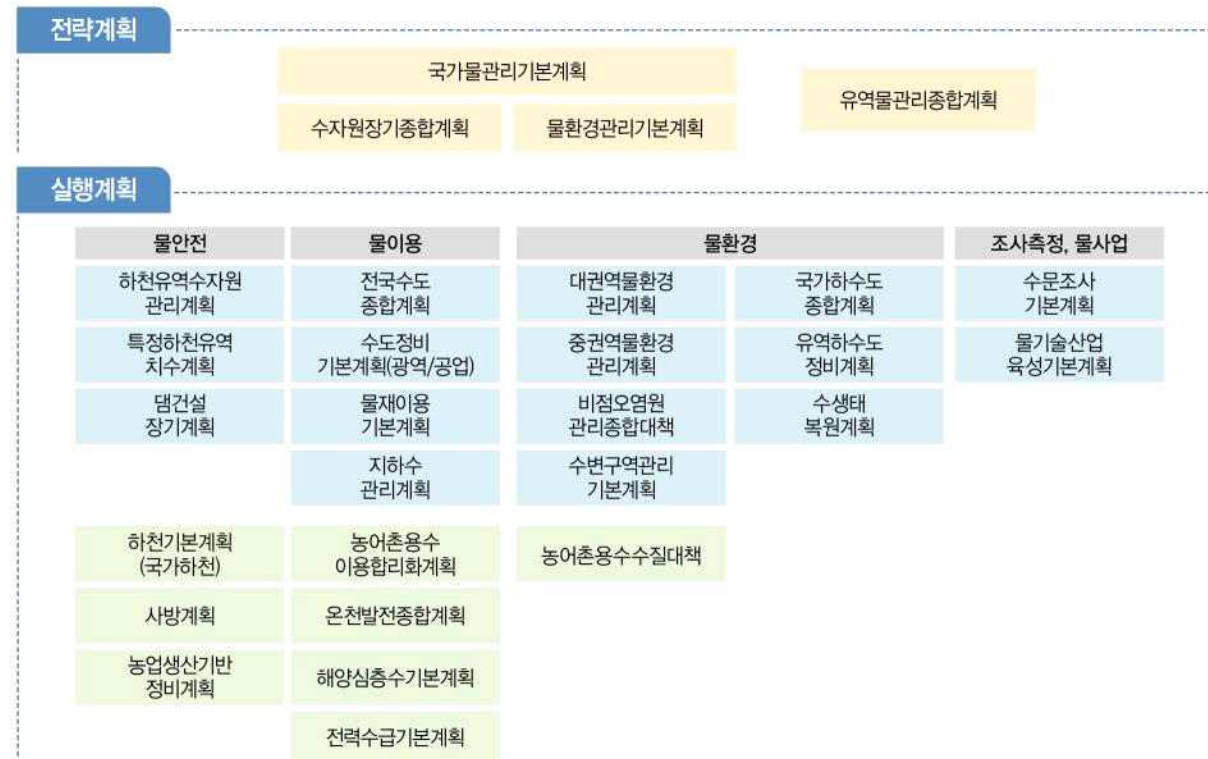 전략계획
국가물관리기본계획
유역물관리종합계획
수자원장기종합계획
물환경관리기본계획
실행계획
물안전
물이용
물환경
조사측정, 물사업
하천유역수자원
관리계획
전국수도
종합계획
대권역물환경
관리계획
국가하수도
종합계획
수문조사
기본계획
특정하천유역
치수계획
수도정비
기본계획(광역/공업)
중권역물환경
관리계획
유역하수도
정비계획
물기술산업
육성기본계획
댐건설
장기계획
물재이용
기본계획
비점오염원
관리종합대책
수생태
복원계획
지하수
관리계획
수변구역관리
기본계획
하천기본계획
(국가하천)
농어촌용수
이용합리화계획
농어촌용수수질대책
사방계획
온천발전종합계획
농업생산기반
정비계획
해양심층수기본계획
전력수급기본계획